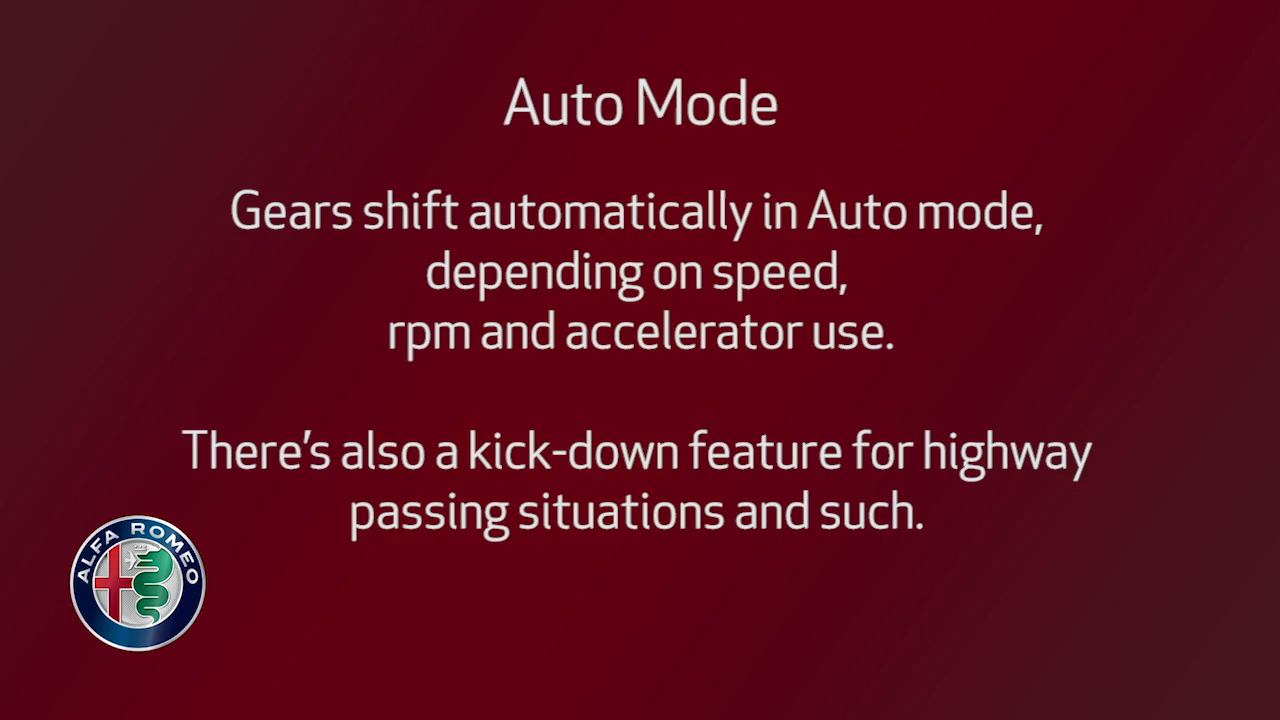 Auto Mode
Gears shift automatically in Auto mode,
depending on speed,
rpm and accelerator use.
There’s also a kick-down feature for highway
passing situations and such.
ALFA ROMEO